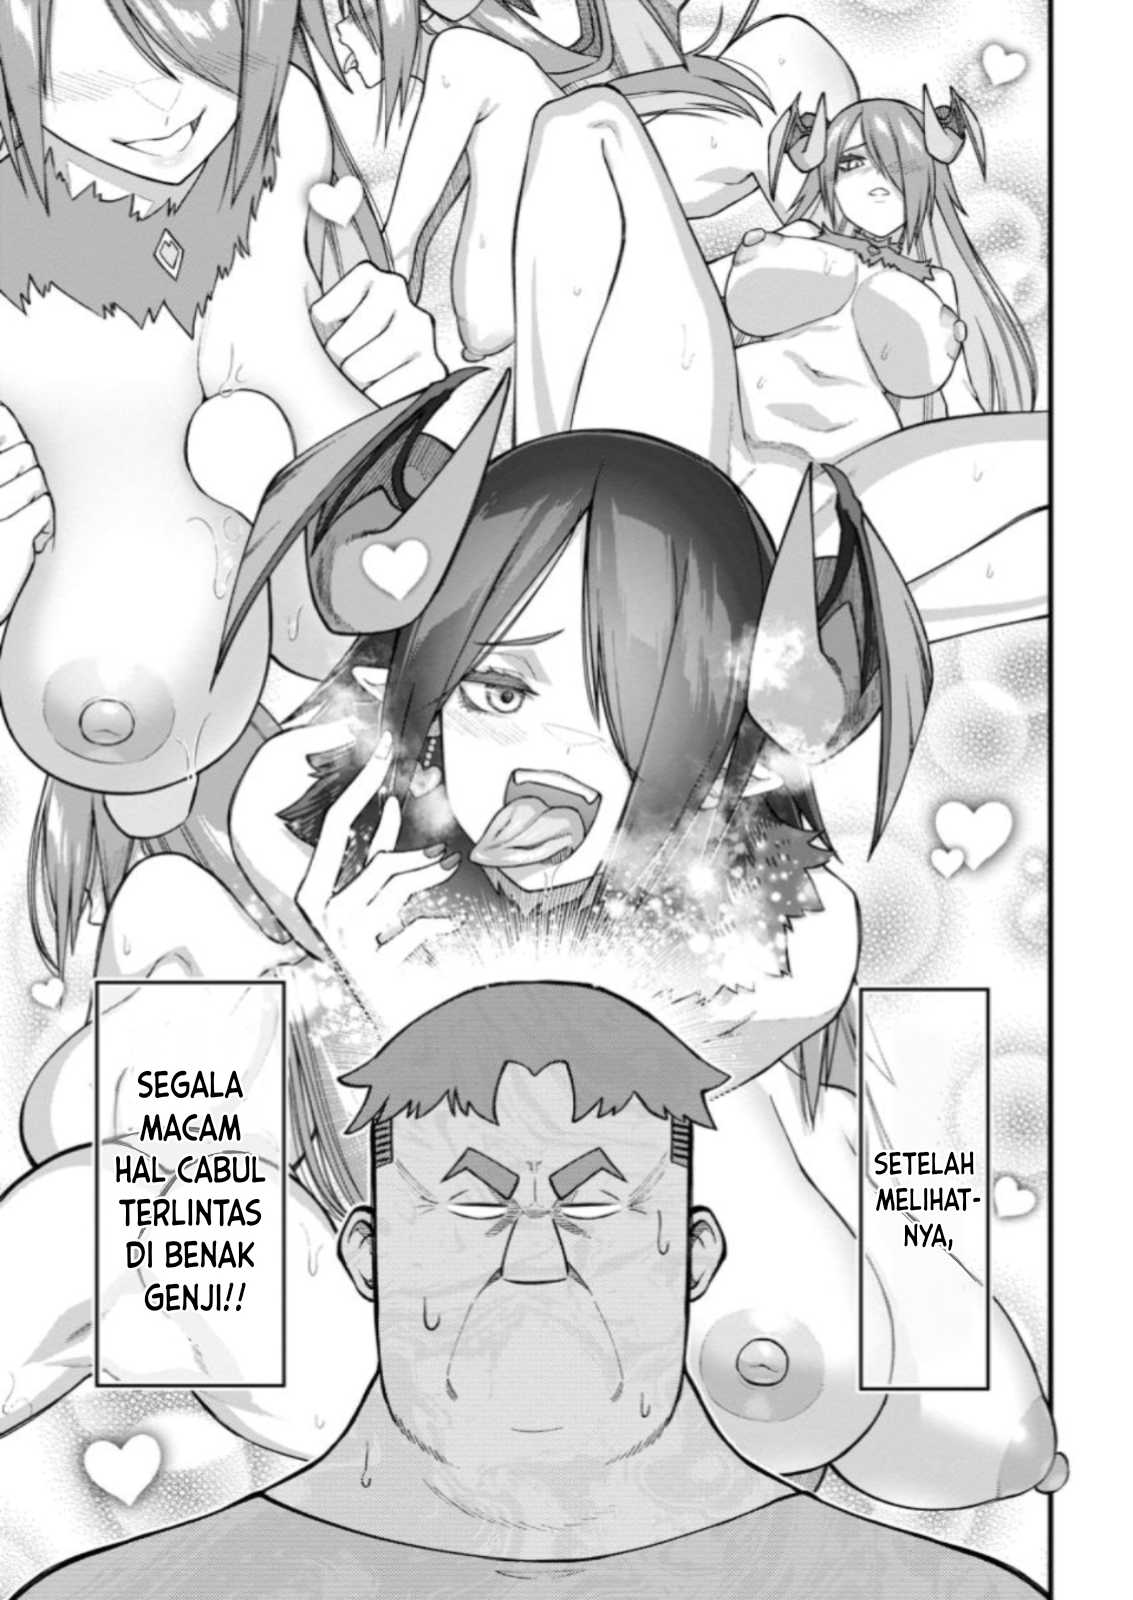 SETELAH
MELIHAT-
NYA,
SEGALA
MACAM
HAL CABUL
TERLINTAS
DI BENAK
GENJI!!